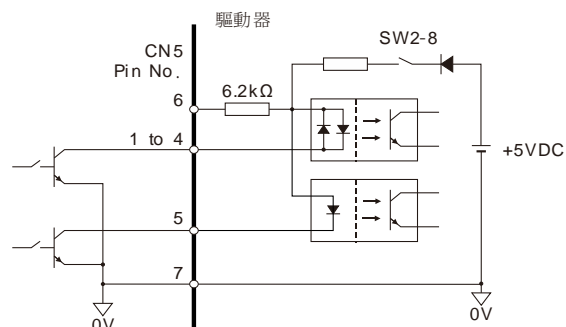 驅動器
SW2-8
CN5
Pin No.
6
6.2kΩ
1 to 4
+5VDC
5
7
0V
0V